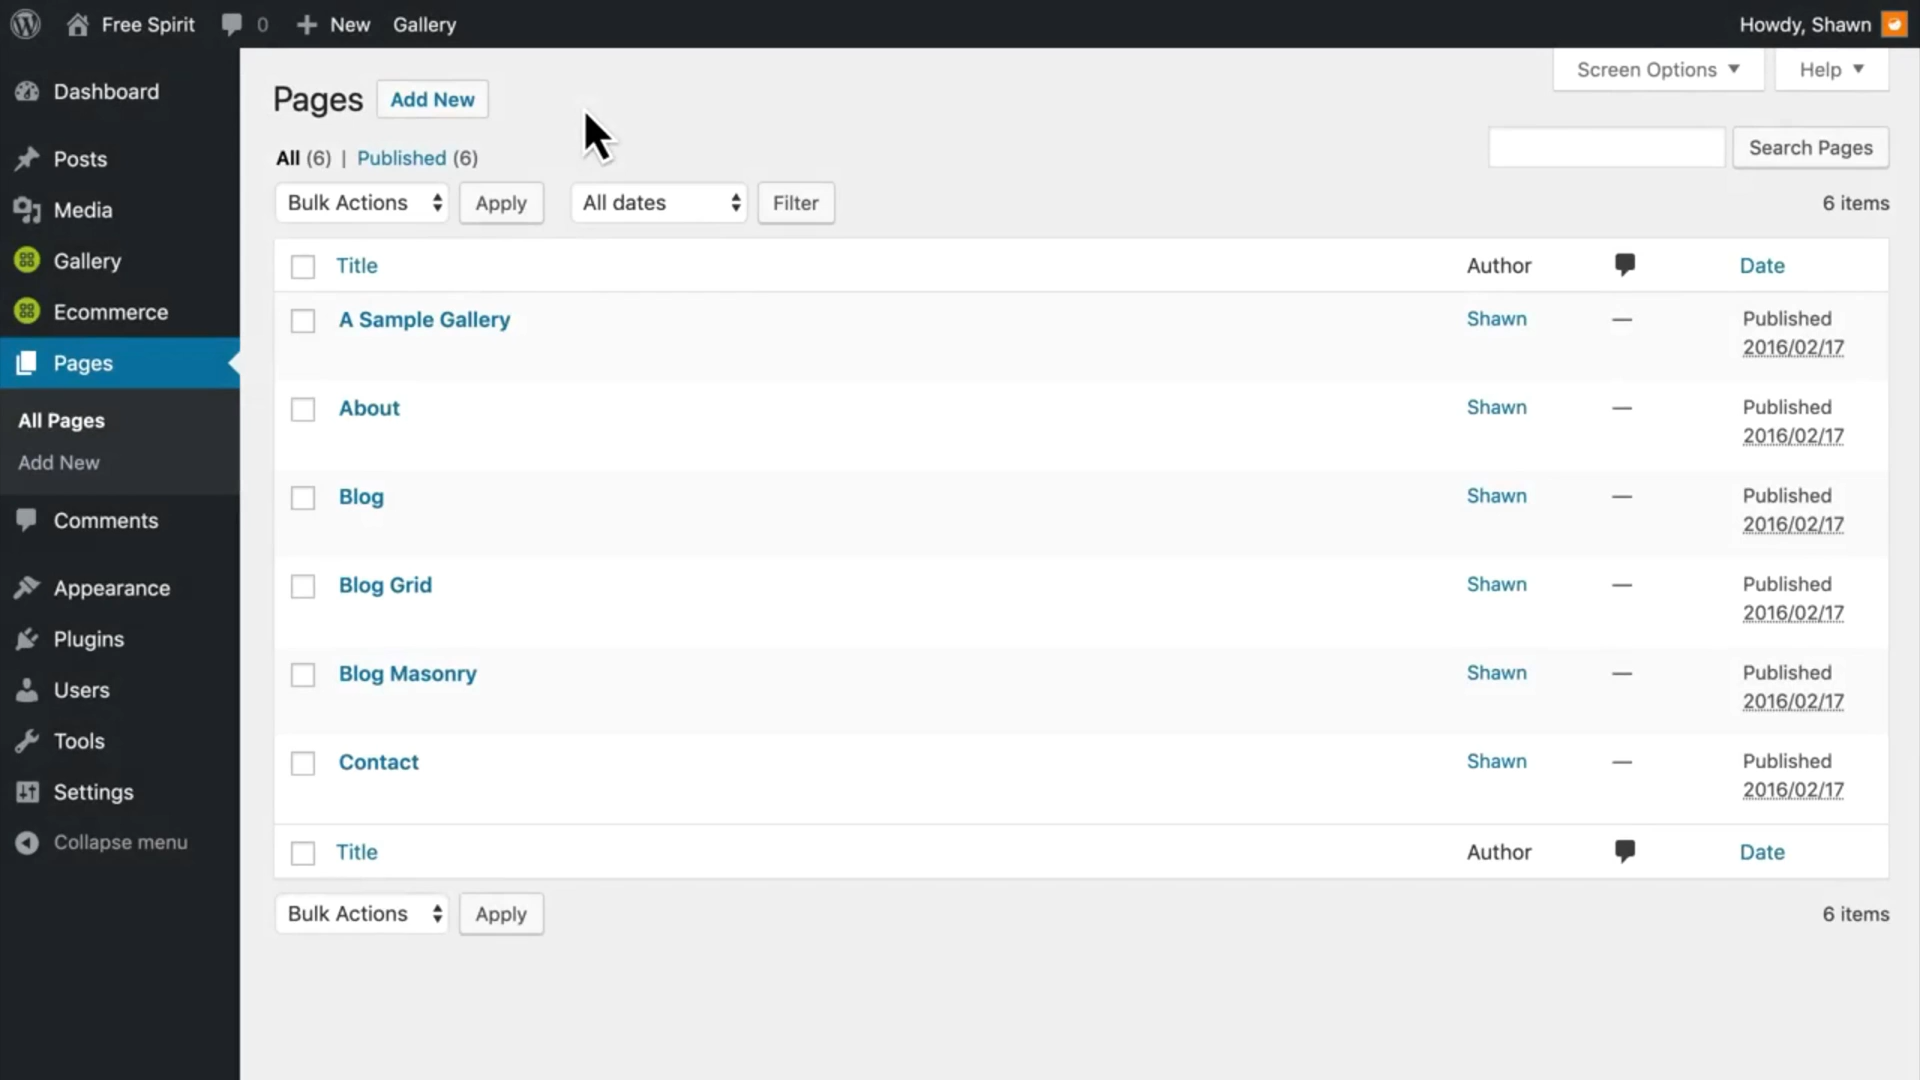 Free Spirit 0 New Gallery Howdy, Shawn
Dashboard
Posts
Media
Gallery
Ecommerce
Pages
All Pages
Add New
Comments
Appearance
Plugins
Users
Tools
Settings
Collapse menu
Screen Options Help
Pages Add New
All (6) | Published (6)
Search Pages
Bulk Actions Apply All dates Filter 6 items
Title Author Date
A Sample Gallery Shawn — Published
2016/02/17
About Shawn — Published
2016/02/17
Blog Shawn — Published
2016/02/17
Blog Grid Shawn — Published
2016/02/17
Blog Masonry Shawn — Published
2016/02/17
Contact Shawn — Published
2016/02/17
Title Author Date
Bulk Actions Apply 6 items